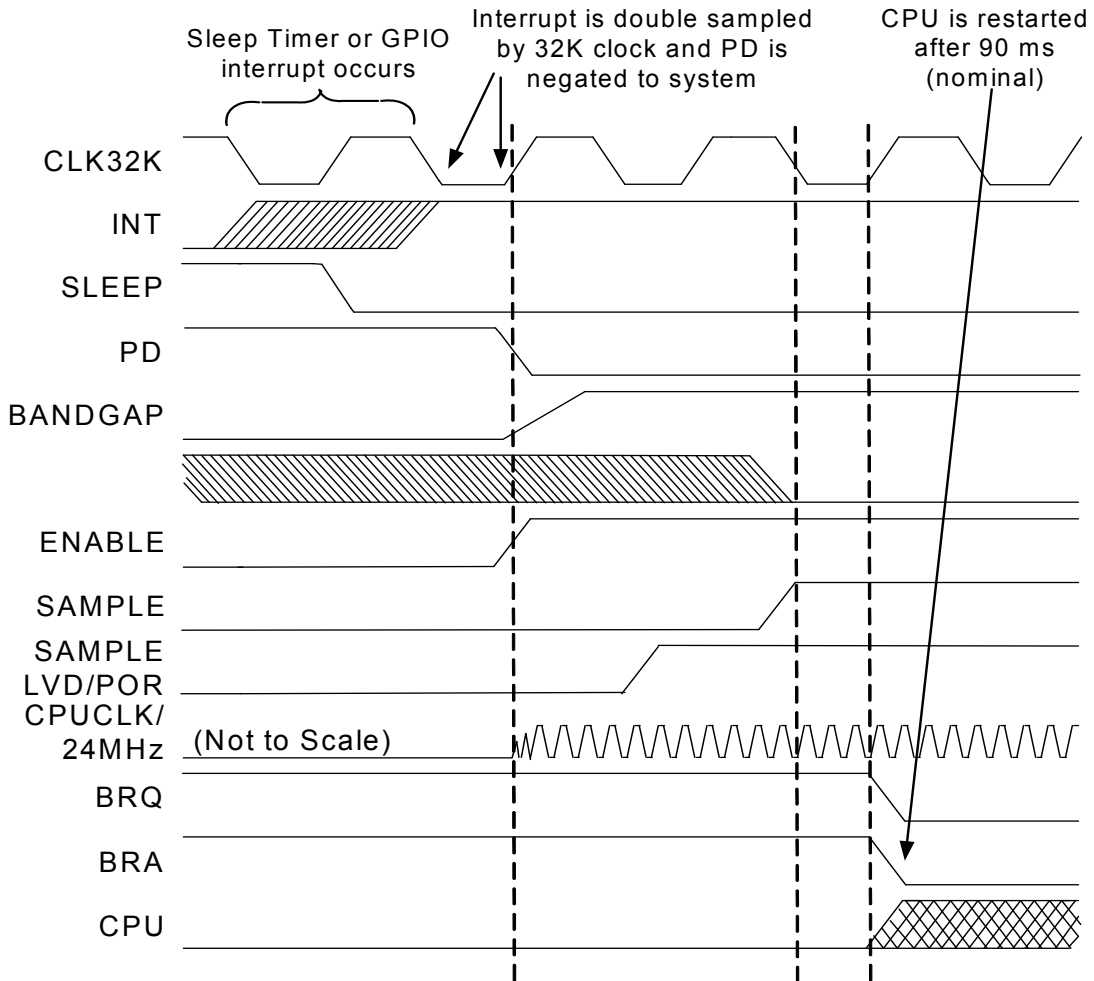 Sleep Timer or GPIO
interrupt occurs
Interrupt is double sampled
by 32K clock and PD is
negated to system
CPU is restarted
after 90 ms
(nominal)
CLK32K
INT
SLEEP
PD
BANDGAP
ENABLE
SAMPLE
SAMPLE
LVD/POR
CPUCLK/
24MHz
(Not to Scale)
BRQ
BRA
CPU